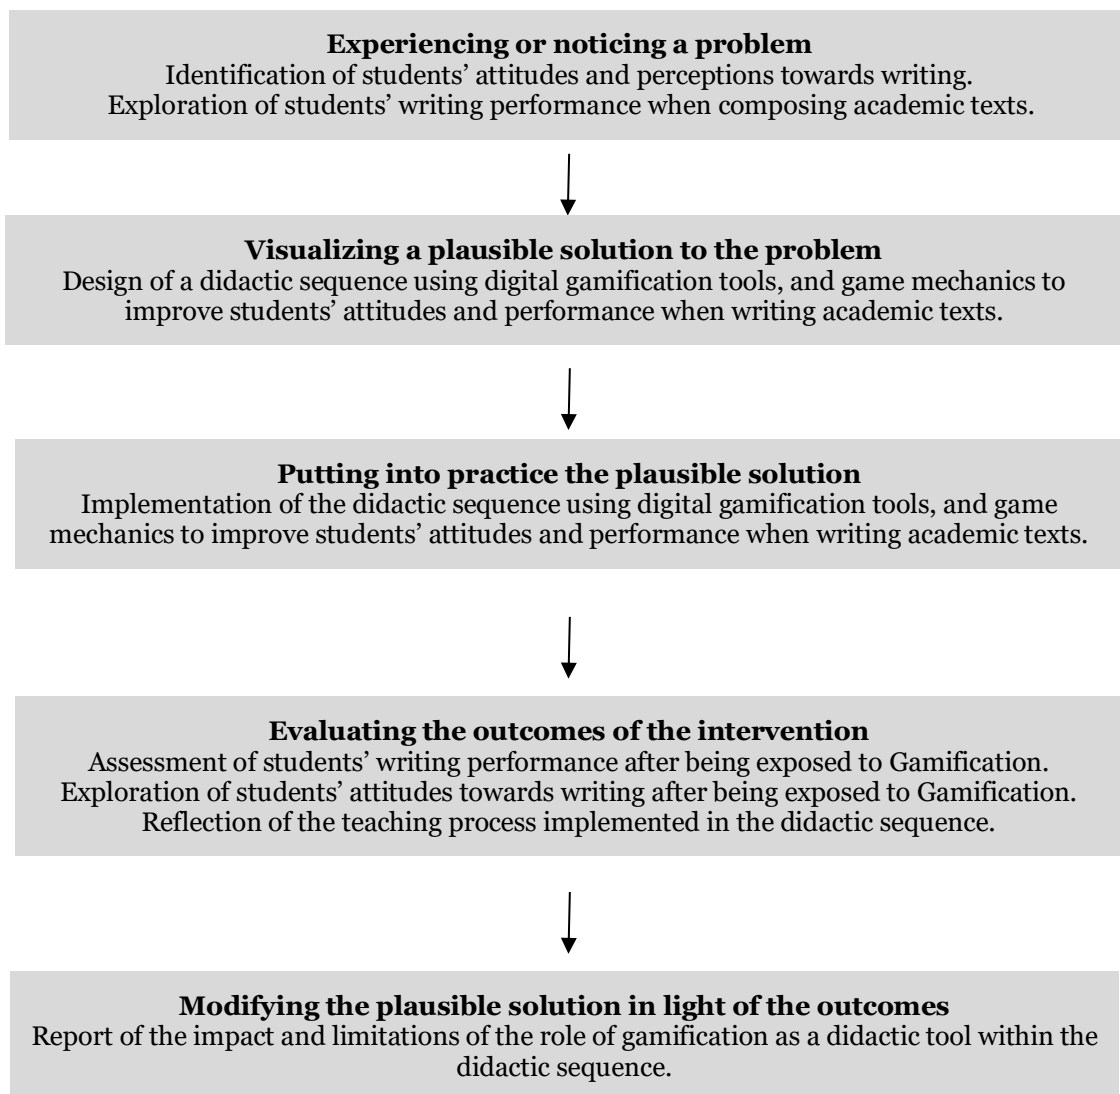 Experiencing or noticing a problem
Identification of students’ attitudes and perceptions towards writing.
Exploration of students’ writing performance when composing academic texts.
Visualizing a plausible solution to the problem
Design of a didactic sequence using digital gamification tools, and game mechanics to
improve students’ attitudes and performance when writing academic texts.
Putting into practice the plausible solution
Implementation of the didactic sequence using digital gamification tools, and game
mechanics to improve students’ attitudes and performance when writing academic texts.
Evaluating the outcomes of the intervention
Assessment of students’ writing performance after being exposed to Gamification.
Exploration of students’ attitudes towards writing after being exposed to Gamification.
Reflection of the teaching process implemented in the didactic sequence.
Modifying the plausible solution in light of the outcomes
Report of the impact and limitations of the role of gamification as a didactic tool within the
didactic sequence.